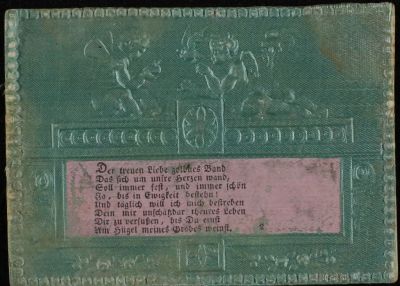 Der treuen Liebe goldnes Band
Das sich um unsre Herzen wand,
Soll immer fest, und immer schön
Ja, bis in Ewigkeit bestehn!
Und täglich will ich mich bestreben
Dein mir unschäzbar theures Leben
Dir zu versüßen, bis Du einst
Am Hügel meines Grabes weinst.